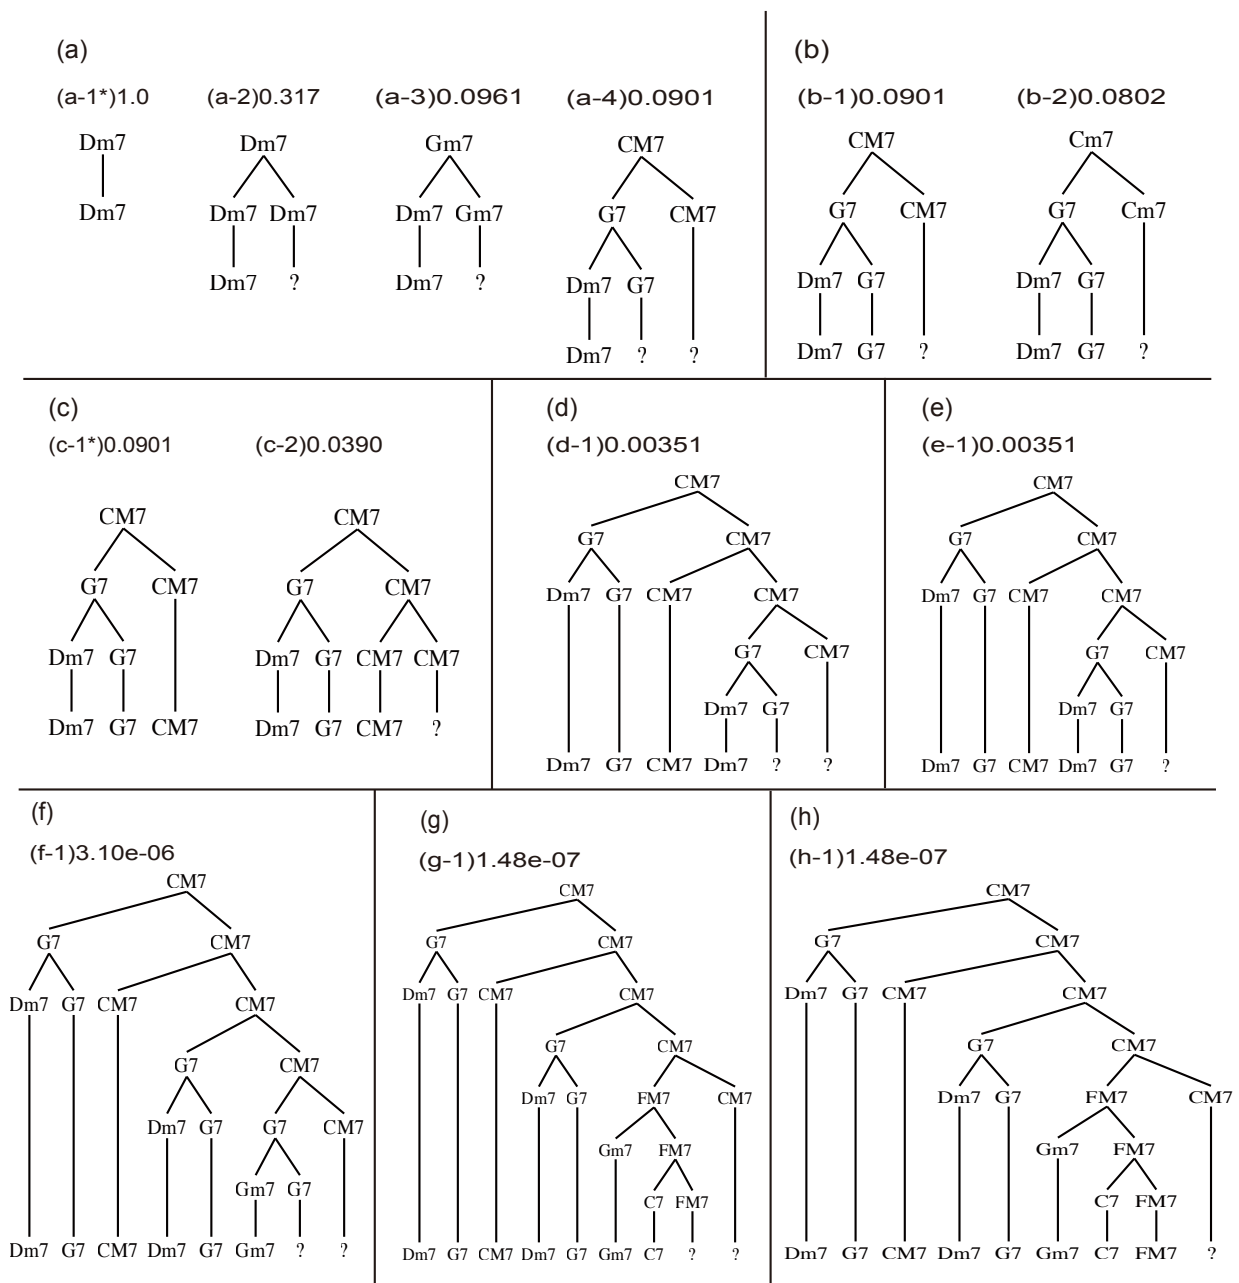 (a)
(a-1*)1.0 (a-2)0.317 (a-3)0.0961 (a-4)0.0901
Dm7 Dm7 Gm7 CM7
Dm7 Dm7 Dm7 Dm7 Gm7 G7 CM7
Dm7 ? Dm7 ? Dm7 G7
Dm7 ? ?
(b)
(b-1)0.0901 (b-2)0.0802
CM7 Cm7
G7 CM7 G7 Cm7
Dm7 G7 Dm7 G7
Dm7 G7 ? Dm7 G7 ?
(c)
(c-1*)0.0901 (c-2)0.0390
CM7 CM7
G7 CM7 G7 CM7
Dm7 G7 Dm7 G7 CM7 CM7
Dm7 G7 CM7 Dm7 G7 CM7 ?
(d)
(d-1)0.00351
CM7
G7 CM7
Dm7 G7 CM7 CM7
G7 CM7
Dm7 G7
Dm7 G7 CM7 Dm7 ? ?
(e)
(e-1)0.00351
CM7
G7 CM7
Dm7 G7 CM7 CM7
G7 CM7
Dm7 G7
Dm7 G7 CM7 Dm7 G7 ?
(f)
(f-1)3.10e-06
CM7
G7 CM7
Dm7 G7 CM7 CM7
G7 CM7
Dm7 G7 G7 CM7
Gm7 G7
Dm7 G7 CM7 Dm7 G7 Gm7 ? ?
(g)
(g-1)1.48e-07
CM7
G7 CM7
Dm7 G7 CM7 CM7
G7 CM7
Dm7 G7 FM7 CM7
Gm7 FM7
C7 FM7
Dm7 G7 CM7 Dm7 G7 Gm7 C7 ? ?
(h)
(h-1)1.48e-07
CM7
G7 CM7
Dm7 G7 CM7 CM7
G7 CM7
Dm7 G7 FM7 CM7
Gm7 FM7
C7 FM7
Dm7 G7 CM7 Dm7 G7 Gm7 C7 FM7 ?